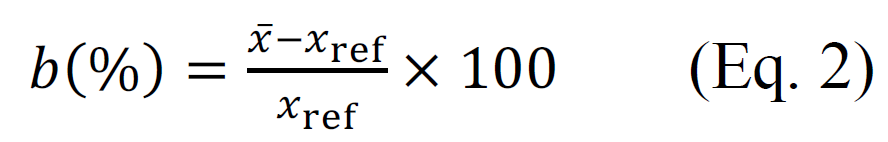 b(%) = (x̄−x_ref)/x_ref × 100 (Eq. 2)